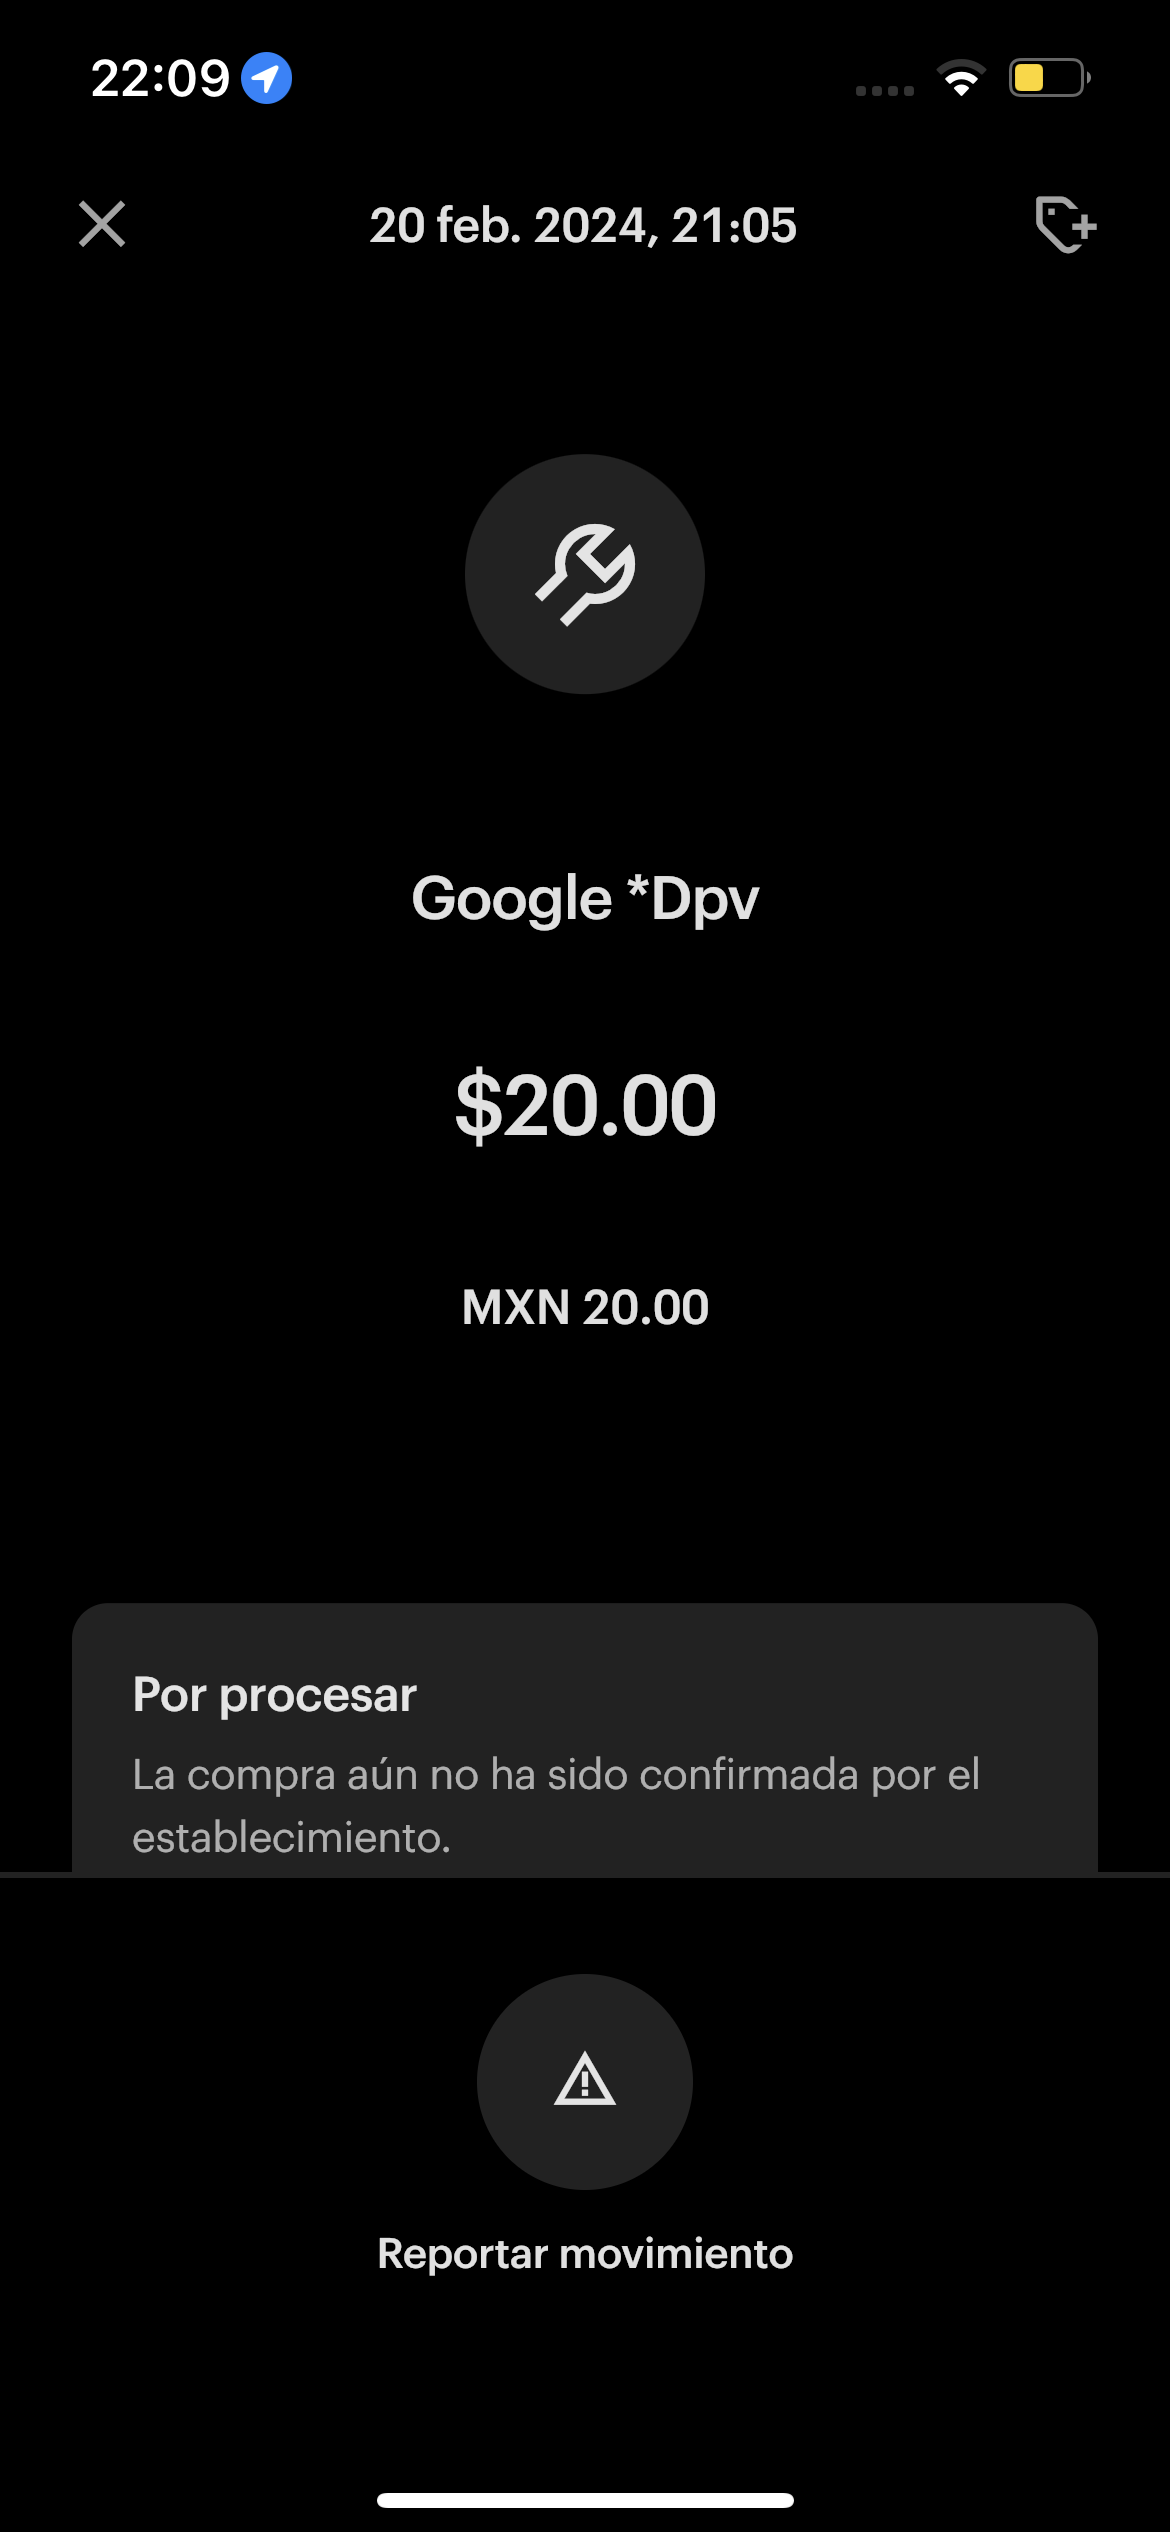 22:09
20 feb. 2024, 21:05
Google *Dpv
$20.00
MXN 20.00
Por procesar
La compra aún no ha sido confirmada por el
establecimiento.
Reportar movimiento